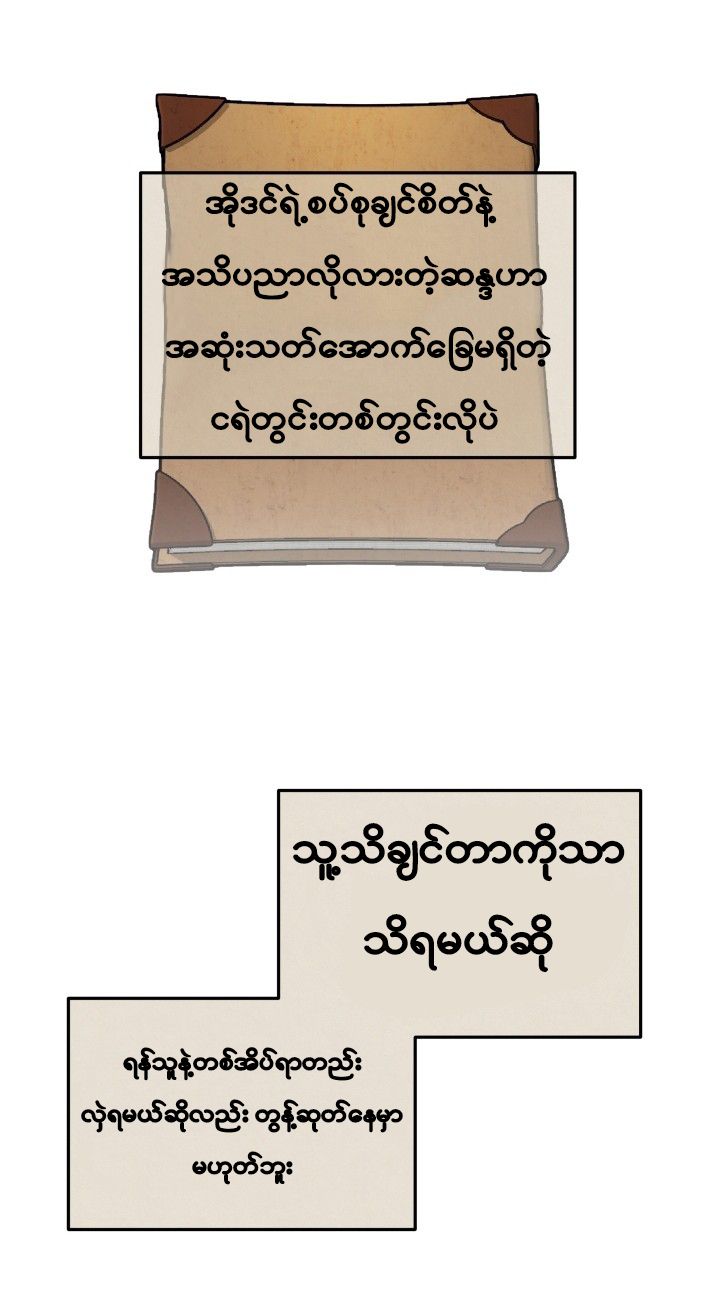 အိုဒင်ရဲ့စပ်စုချင်စိတ်နဲ့
အသိပညာလိုလားတဲ့ဆန္ဒဟာ
အဆုံးသတ်အောက်ခြေမရှိတဲ့
ငရဲတွင်းတစ်တွင်းလိုပဲ
သူ့သိချင်တာကိုသာ
သိရမယ်ဆို
ရန်သူနဲ့တစ်အိပ်ရာတည်း
လှဲရမယ်ဆိုလည်း တွန့်ဆုတ်နေမှာ
မဟုတ်ဘူး